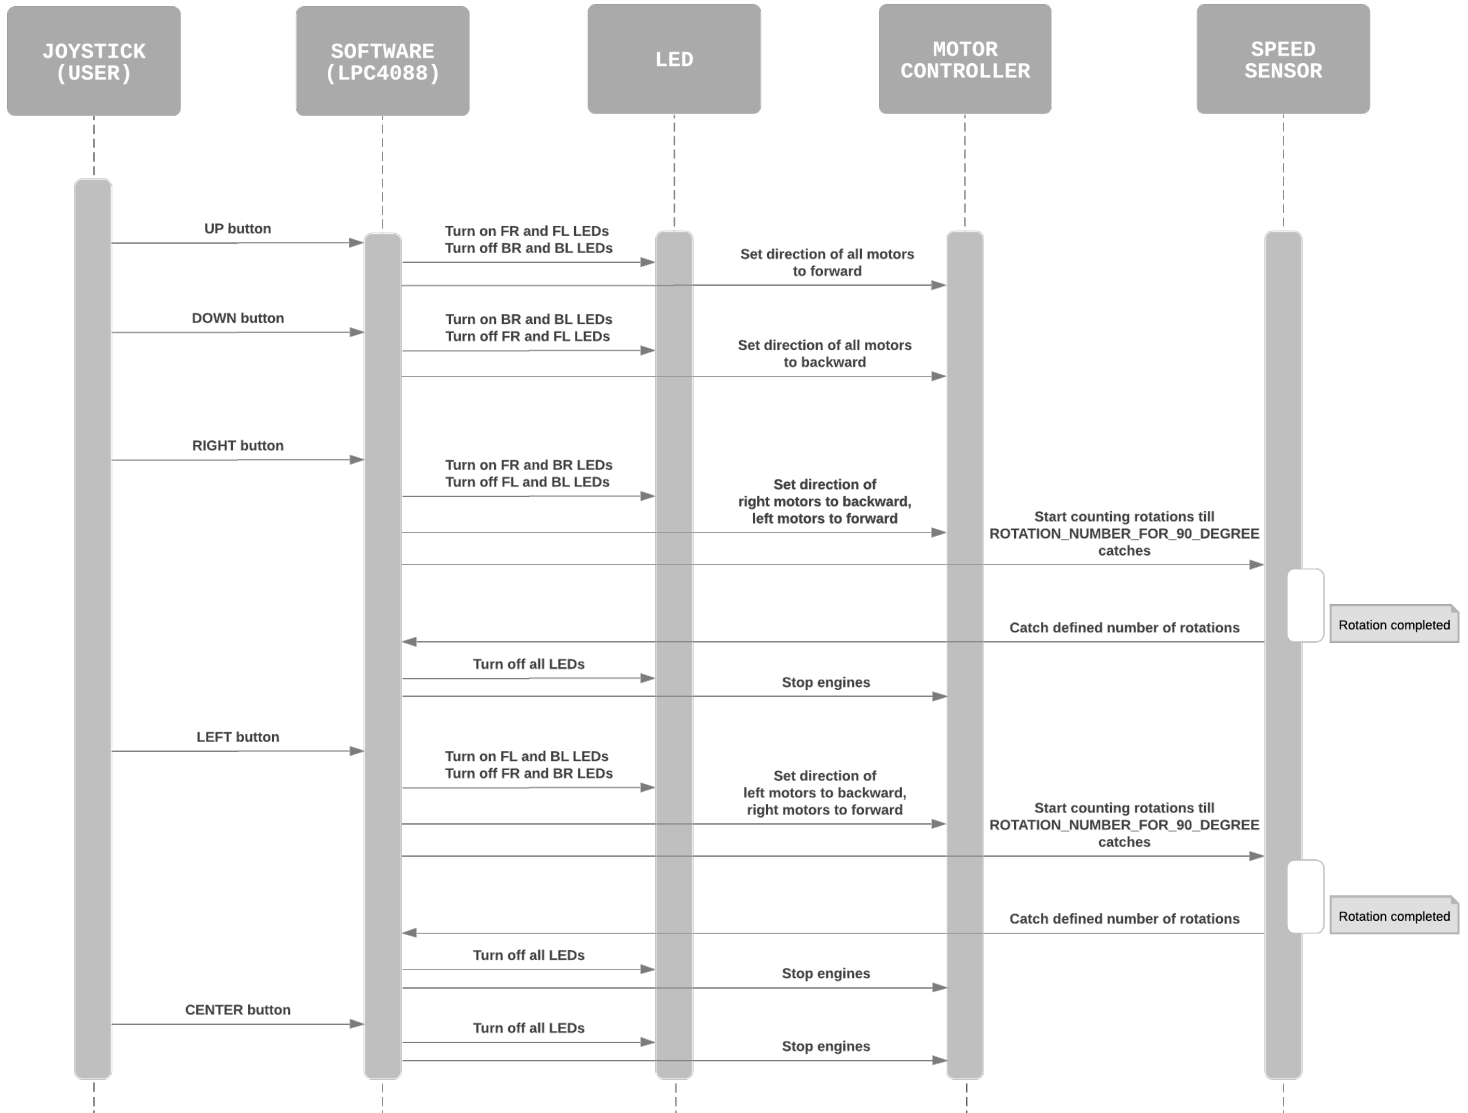 JOYSTICK
(USER)
SOFTWARE
(LPC4088)
LED
MOTOR
CONTROLLER
SPEED
SENSOR
UP button
Turn on FR and FL LEDs
Turn off BR and BL LEDs
Set direction of all motors
to forward
DOWN button
Turn on BR and BL LEDs
Turn off FR and FL LEDs
Set direction of all motors
to backward
RIGHT button
Turn on FR and BR LEDs
Turn off FL and BL LEDs
Set direction of
right motors to backward,
left motors to forward
Start counting rotations till
ROTATION_NUMBER_FOR_90_DEGREE
catches
Rotation completed
Catch defined number of rotations
Turn off all LEDs
Stop engines
LEFT button
Turn on FL and BL LEDs
Turn off FR and BR LEDs
Set direction of
left motors to backward,
right motors to forward
Start counting rotations till
ROTATION_NUMBER_FOR_90_DEGREE
catches
Rotation completed
Catch defined number of rotations
Turn off all LEDs
Stop engines
CENTER button
Turn off all LEDs
Stop engines